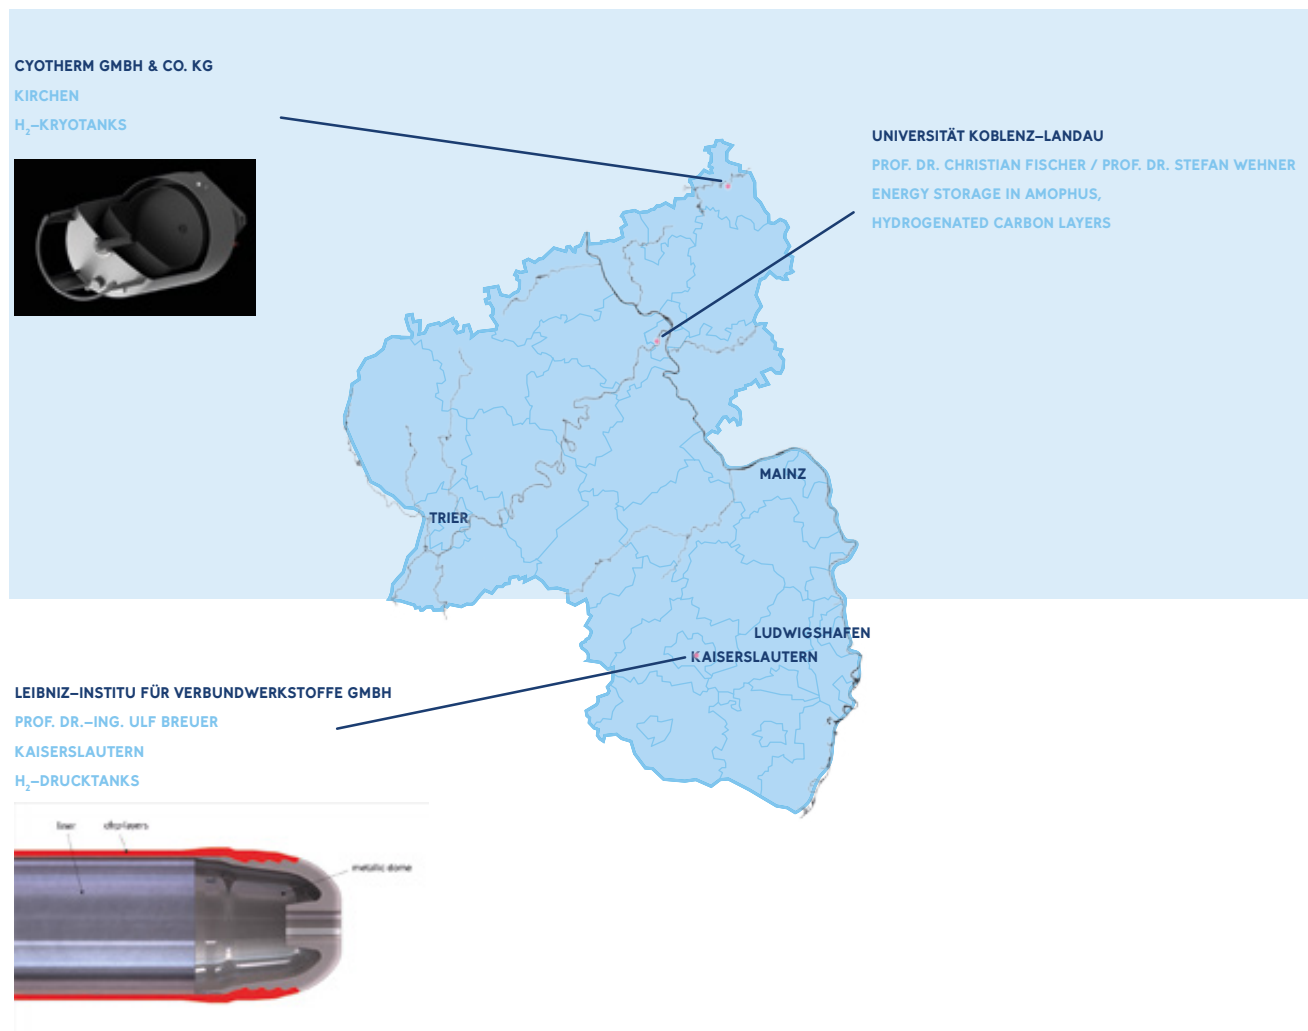 CYOTHERM GMBH & CO. KG
KIRCHEN
H₂–KRYOTANKS
UNIVERSITÄT KOBLENZ–LANDAU
PROF. DR. CHRISTIAN FISCHER / PROF. DR. STEFAN WEHNER
ENERGY STORAGE IN AMOPHUS,
HYDROGENATED CARBON LAYERS
MAINZ
TRIER
LUDWIGSHAFEN
KAISERSLAUTERN
LEIBNIZ–INSTITU FÜR VERBUNDWERKSTOFFE GMBH
PROF. DR.–ING. ULF BREUER
KAISERSLAUTERN
H₂–DRUCKTANKS
liner
metallic dome